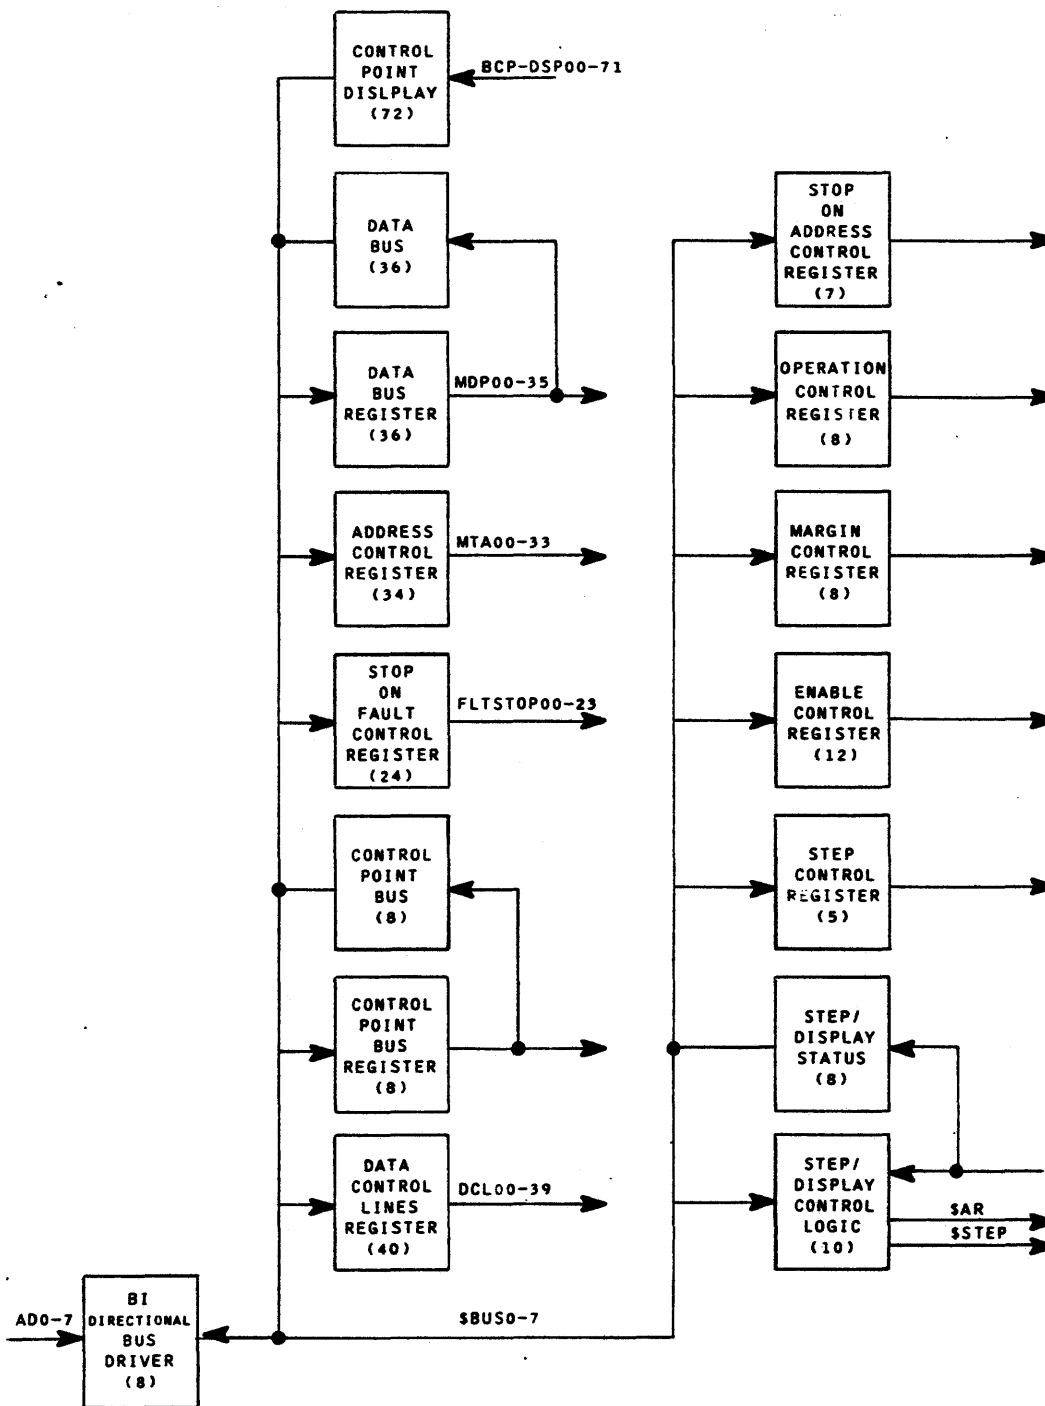 CONTROL
POINT
DISLPLAY
(72)
BCP-DSP00-71
DATA
BUS
(36)
DATA
BUS
REGISTER
(36)
MDP00-35
ADDRESS
CONTROL
REGISTER
(34)
MTA00-33
STOP
ON
FAULT
CONTROL
REGISTER
(24)
FLTSTOP00-23
CONTROL
POINT
BUS
(8)
CONTROL
POINT
BUS
REGISTER
(8)
DATA
CONTROL
LINES
REGISTER
(40)
DCL00-39
STOP
ON
ADDRESS
CONTROL
REGISTER
(7)
OPERATION
CONTROL
REGISTER
(8)
MARGIN
CONTROL
REGISTER
(8)
ENABLE
CONTROL
REGISTER
(12)
STEP
CONTROL
REGISTER
(5)
STEP/
DISPLAY
STATUS
(8)
STEP/
DISPLAY
CONTROL
LOGIC
(10)
$AR
$STEP
AD0-7
BI
DIRECTIONAL
BUS
DRIVER
(8)
$BUS0-7